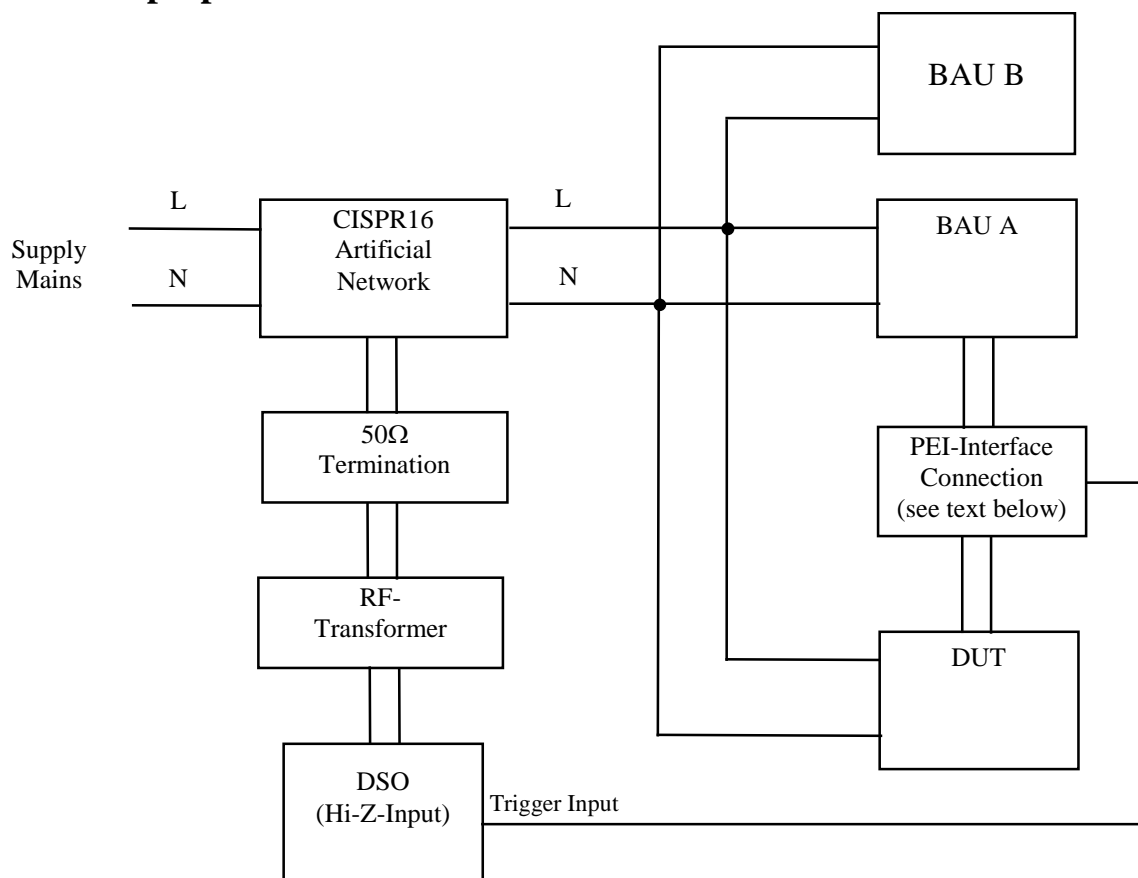 BAU B
L
L
CISPR16
Artificial
Network
BAU A
Supply
Mains
N
N
50Ω
Termination
PEI-Interface
Connection
(see text below)
RF-
Transformer
DUT
DSO
(Hi-Z-Input)
Trigger Input